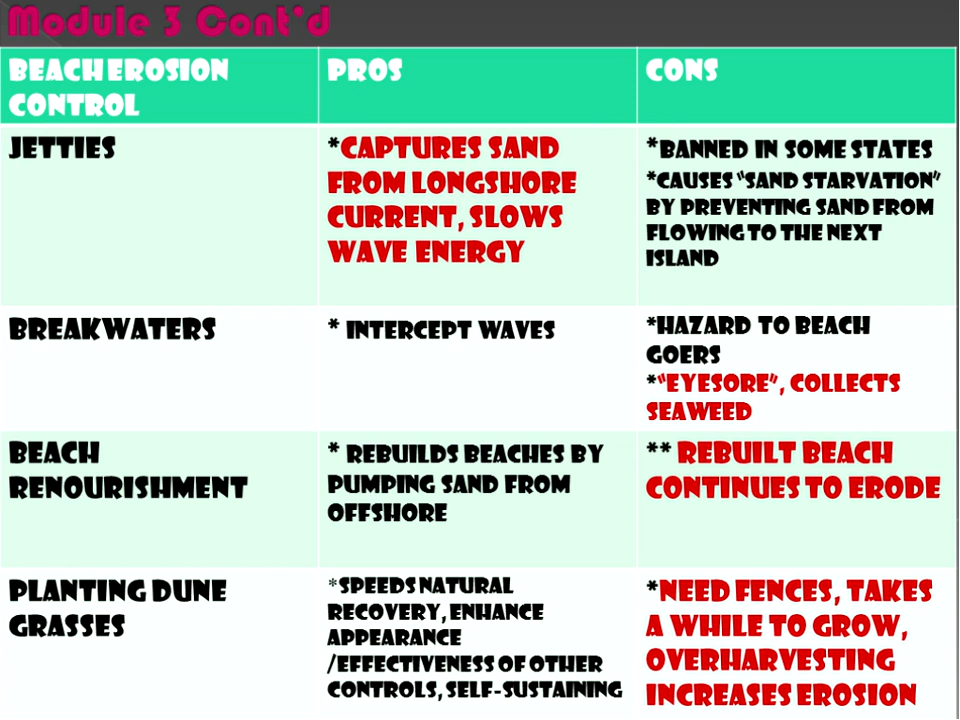 Module 3 Cont'd
BEACH EROSION
CONTROL
PROS
CONS
JETTIES
*CAPTURES SAND
FROM LONGSHORE
CURRENT, SLOWS
WAVE ENERGY
*BANNED IN SOME STATES
*CAUSES "SAND STARVATION"
BY PREVENTING SAND FROM
FLOWING TO THE NEXT
ISLAND
BREAKWATERS
* INTERCEPT WAVES
*HAZARD TO BEACH
GOERS
*"EYESORE", COLLECTS
SEAWEED
BEACH
RENOURISHMENT
* REBUILDS BEACHES BY
PUMPING SAND FROM
OFFSHORE
** REBUILT BEACH
CONTINUES TO ERODE
PLANTING DUNE
GRASSES
*SPEEDS NATURAL
RECOVERY, ENHANCE
APPEARANCE
/EFFECTIVENESS OF OTHER
CONTROLS, SELF-SUSTAINING
*NEED FENCES, TAKES
A WHILE TO GROW,
OVERHARVESTING
INCREASES EROSION